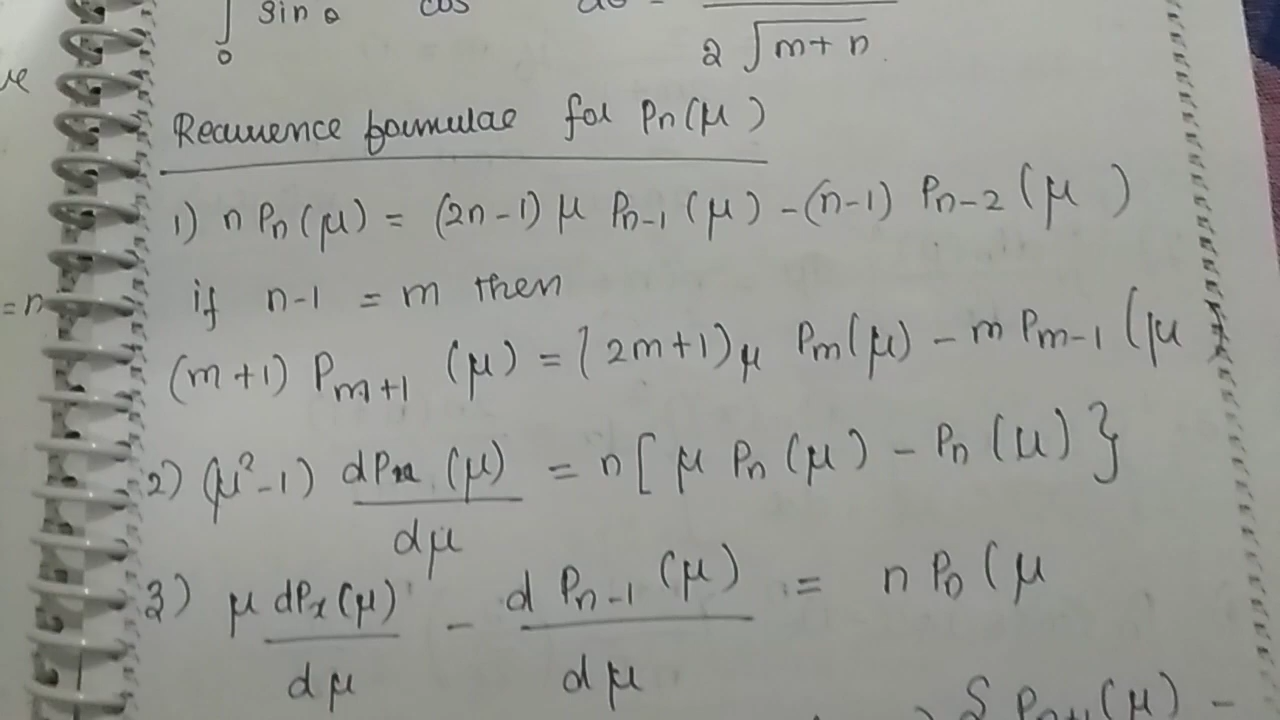 ∫ sin θ cos dθ =
0
2 √m+n
Recurrence formulae for Pn(μ)
1) n Pn(μ) = (2n-1) μ Pn-1 (μ) - (n-1) Pn-2 (μ)
if n-1 = m then
(m+1) Pm+1 (μ) = (2m+1) μ Pm(μ) - m Pm-1 (μ
= n
2) (μ²-1) dPn (μ) = n[ μ Pn (μ) - Pn (μ) }
dμ
3) μ dPx(μ) - d Pn-1 (μ) = n Pn (μ
dμ dμ